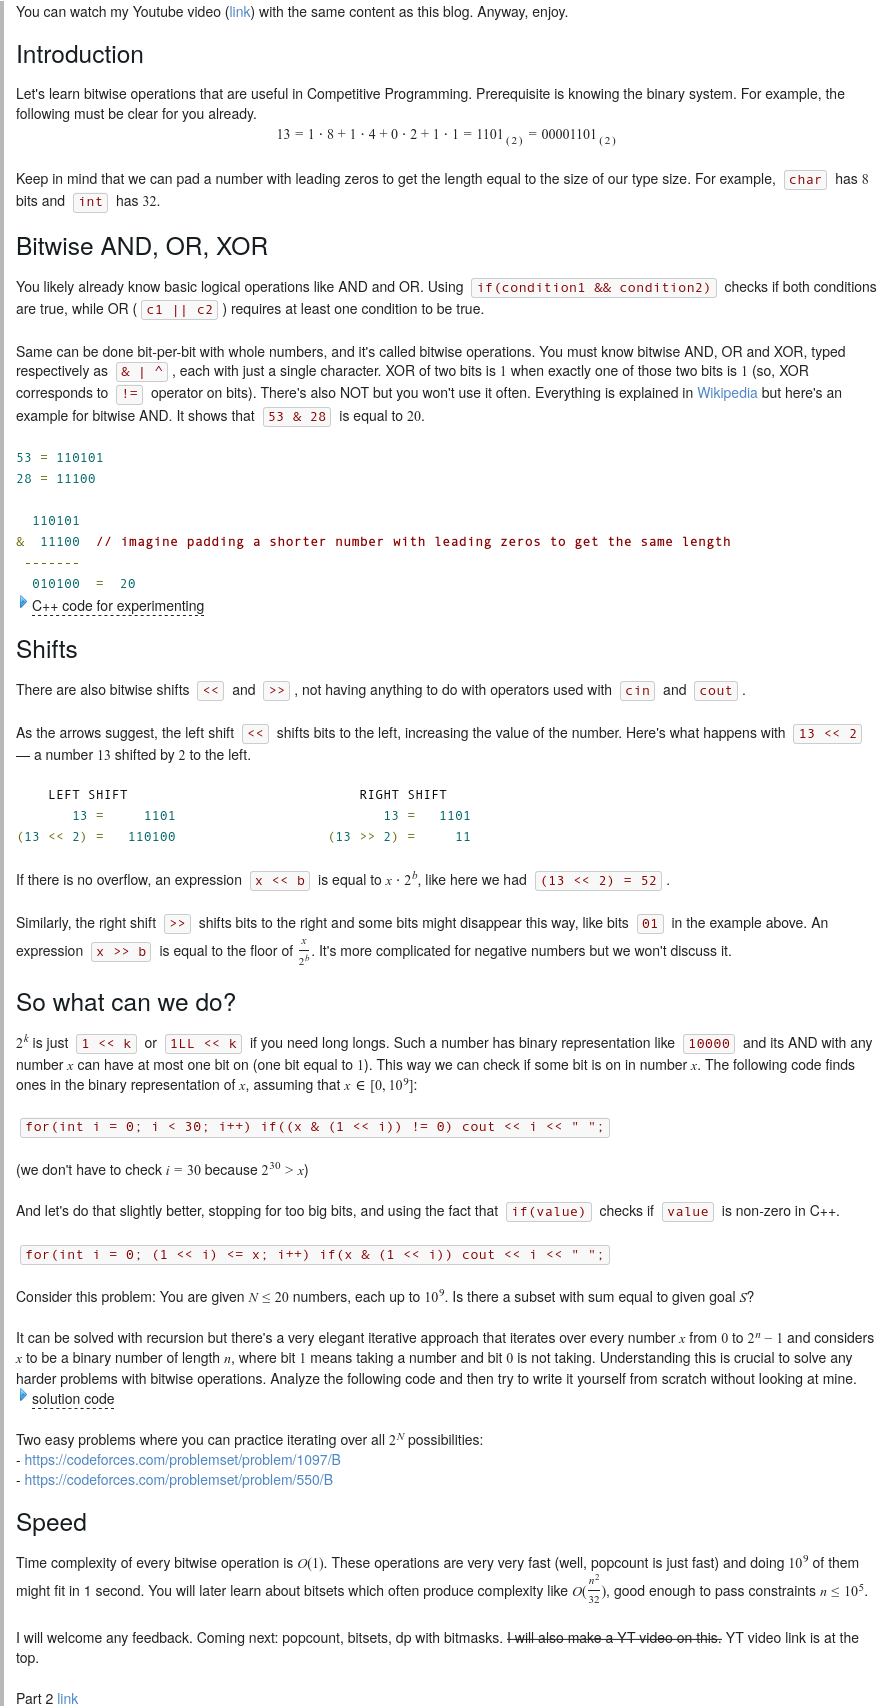 You can watch my Youtube video (link) with the same content as this blog. Anyway, enjoy.
Introduction
Let's learn bitwise operations that are useful in Competitive Programming. Prerequisite is knowing the binary system. For example, the
following must be clear for you already.
13 = 1 · 8 + 1 · 4 + 0 · 2 + 1 · 1 = 1101(2) = 00001101(2)
Keep in mind that we can pad a number with leading zeros to get the length equal to the size of our type size. For example, char has 8
bits and int has 32.
Bitwise AND, OR, XOR
You likely already know basic logical operations like AND and OR. Using if(condition1 && condition2) checks if both conditions
are true, while OR ( c1 || c2 ) requires at least one condition to be true.
Same can be done bit-per-bit with whole numbers, and it's called bitwise operations. You must know bitwise AND, OR and XOR, typed
respectively as & | ^ , each with just a single character. XOR of two bits is 1 when exactly one of those two bits is 1 (so, XOR
corresponds to != operator on bits). There's also NOT but you won't use it often. Everything is explained in Wikipedia but here's an
example for bitwise AND. It shows that 53 & 28 is equal to 20.
53 = 110101
28 = 11100
110101
& 11100 // imagine padding a shorter number with leading zeros to get the same length
-------
010100 = 20
C++ code for experimenting
Shifts
There are also bitwise shifts << and >> , not having anything to do with operators used with cin and cout .
As the arrows suggest, the left shift << shifts bits to the left, increasing the value of the number. Here's what happens with 13 << 2
— a number 13 shifted by 2 to the left.
LEFT SHIFT RIGHT SHIFT
13 = 1101 13 = 1101
(13 << 2) = 110100 (13 >> 2) = 11
If there is no overflow, an expression x << b is equal to x · 2^b, like here we had (13 << 2) = 52 .
Similarly, the right shift >> shifts bits to the right and some bits might disappear this way, like bits 01 in the example above. An
expression x >> b is equal to the floor of x/2^b. It's more complicated for negative numbers but we won't discuss it.
So what can we do?
2^k is just 1 << k or 1LL << k if you need long longs. Such a number has binary representation like 10000 and its AND with any
number x can have at most one bit on (one bit equal to 1). This way we can check if some bit is on in number x. The following code finds
ones in the binary representation of x, assuming that x ∈ [0, 10^9]:
for(int i = 0; i < 30; i++) if((x & (1 << i)) != 0) cout << i << " ";
(we don't have to check i = 30 because 2^30 > x)
And let's do that slightly better, stopping for too big bits, and using the fact that if(value) checks if value is non-zero in C++.
for(int i = 0; (1 << i) <= x; i++) if(x & (1 << i)) cout << i << " ";
Consider this problem: You are given N ≤ 20 numbers, each up to 10^9. Is there a subset with sum equal to given goal S?
It can be solved with recursion but there's a very elegant iterative approach that iterates over every number x from 0 to 2^n − 1 and considers
x to be a binary number of length n, where bit 1 means taking a number and bit 0 is not taking. Understanding this is crucial to solve any
harder problems with bitwise operations. Analyze the following code and then try to write it yourself from scratch without looking at mine.
solution code
Two easy problems where you can practice iterating over all 2^N possibilities:
- https://codeforces.com/problemset/problem/1097/B
- https://codeforces.com/problemset/problem/550/B
Speed
Time complexity of every bitwise operation is O(1). These operations are very very fast (well, popcount is just fast) and doing 10^9 of them
might fit in 1 second. You will later learn about bitsets which often produce complexity like O(n^2/32), good enough to pass constraints n ≤ 10^5.
I will welcome any feedback. Coming next: popcount, bitsets, dp with bitmasks. I will also make a YT video on this. YT video link is at the
top.
Part 2 link